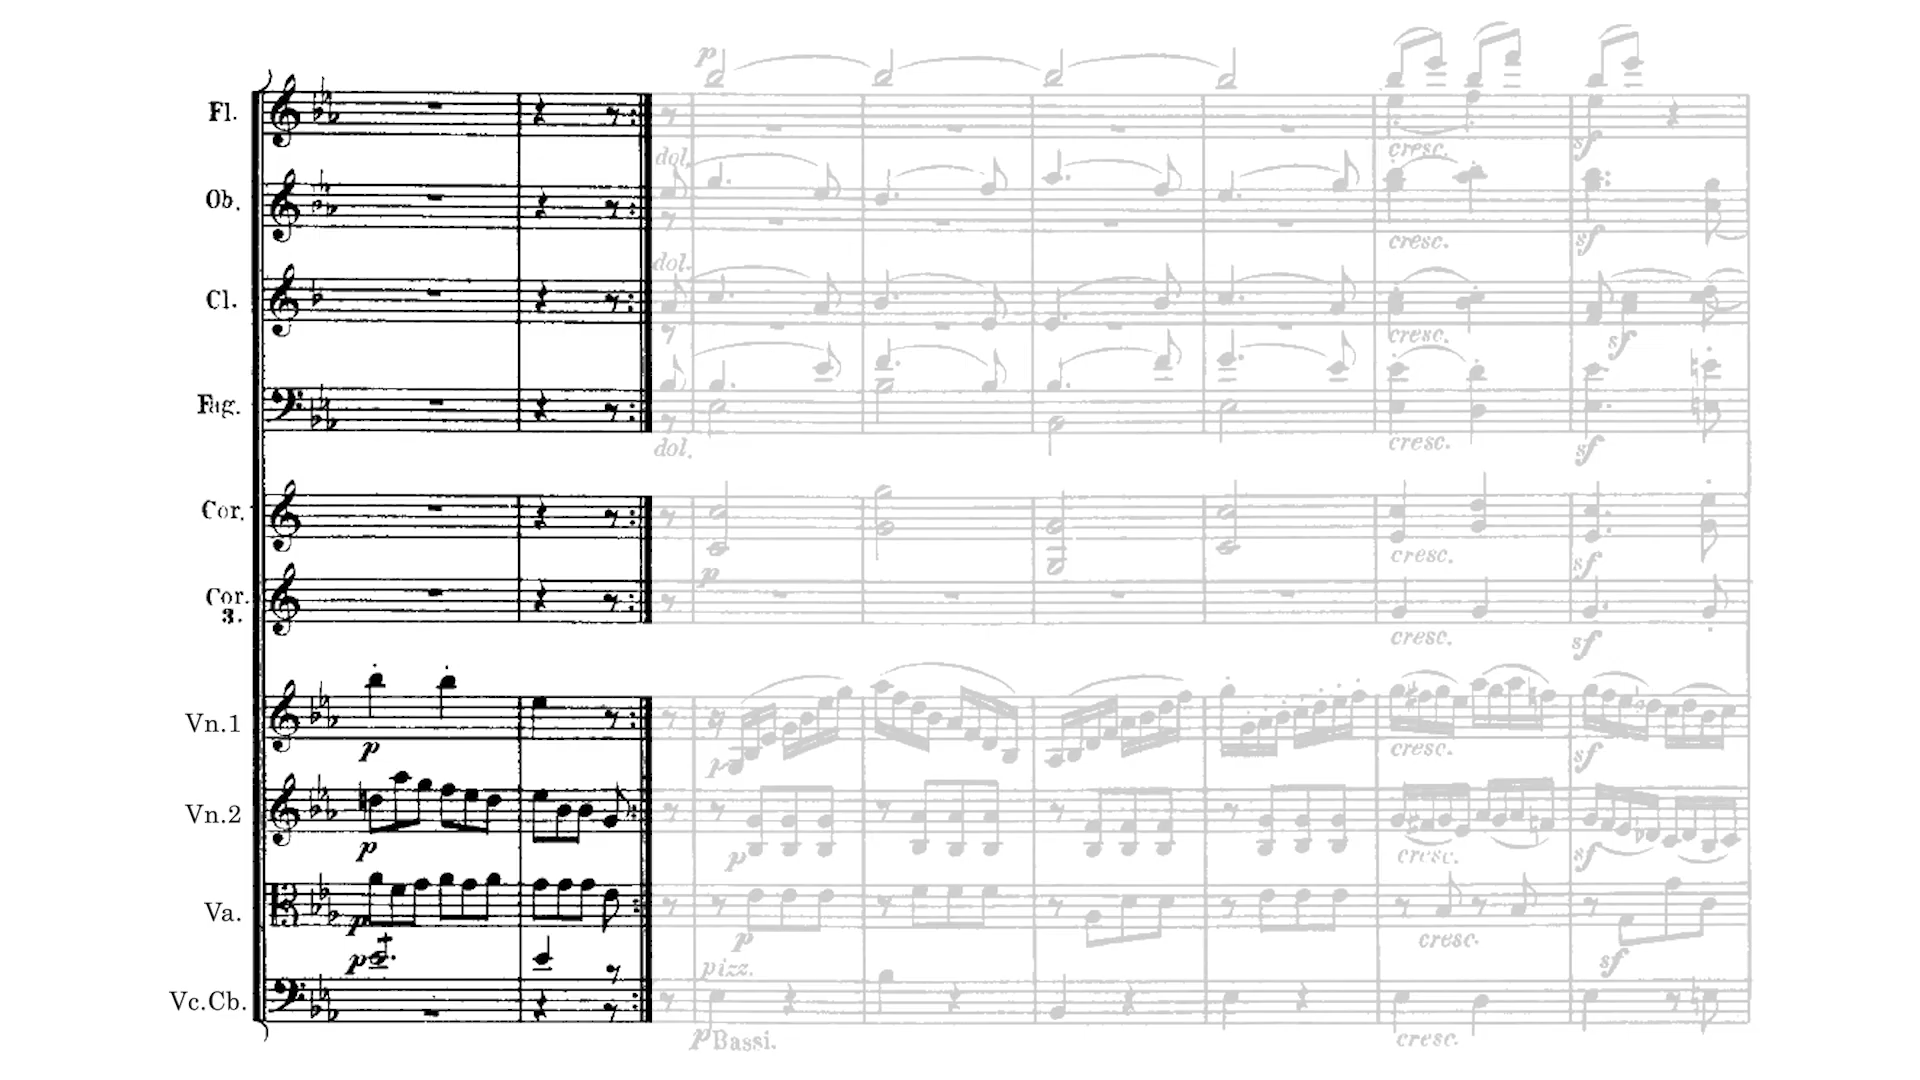 p
Fl.
cresc.
sf
dol.
Ob.
cresc.
sf
dol.
Cl.
cresc.
sf
Fag.
dol.
cresc.
sf
Cor.
p
cresc.
sf
Cor.
3.
cresc.
sf
Vn.1
p
p
cresc.
sf
Vn.2
p
p
cresc.
sf
Va.
p
p
cresc.
sf
p
pizz.
Vc.Cb.
p Bassi.
cresc.